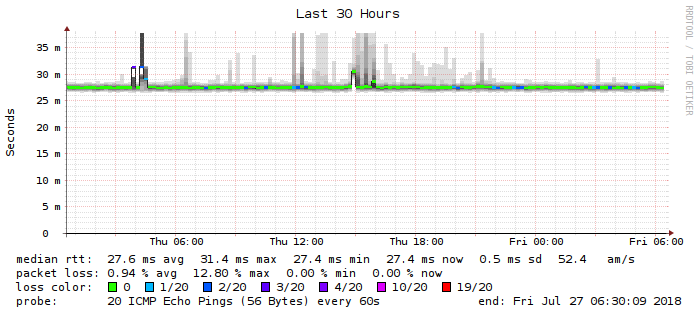 Last 30 Hours
RRDTOOL / TOBI OETIKER
Seconds
35 m
30 m
25 m
20 m
15 m
10 m
5 m
0
Thu 06:00 Thu 12:00 Thu 18:00 Fri 00:00 Fri 06:00
median rtt: 27.6 ms avg 31.4 ms max 27.4 ms min 27.4 ms now 0.5 ms sd 52.4 am/s
packet loss: 0.94 % avg 12.80 % max 0.00 % min 0.00 % now
loss color: 0 1/20 2/20 3/20 4/20 10/20 19/20
probe: 20 ICMP Echo Pings (56 Bytes) every 60s end: Fri Jul 27 06:30:09 2018